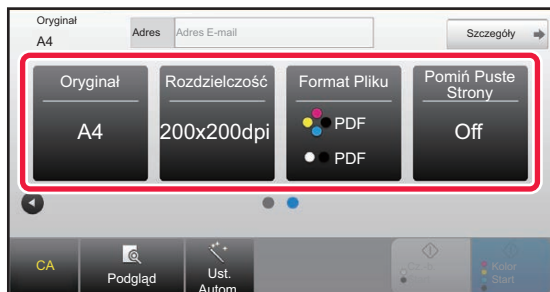 Oryginał
A4
Adres
Adres E-mail
Szczegóły
Oryginał
A4
Rozdzielczość
200x200dpi
Format Pliku
PDF
PDF
Pomiń Puste
Strony
Off
CA
Podgląd
Ust.
Autom.
Kolor
Start